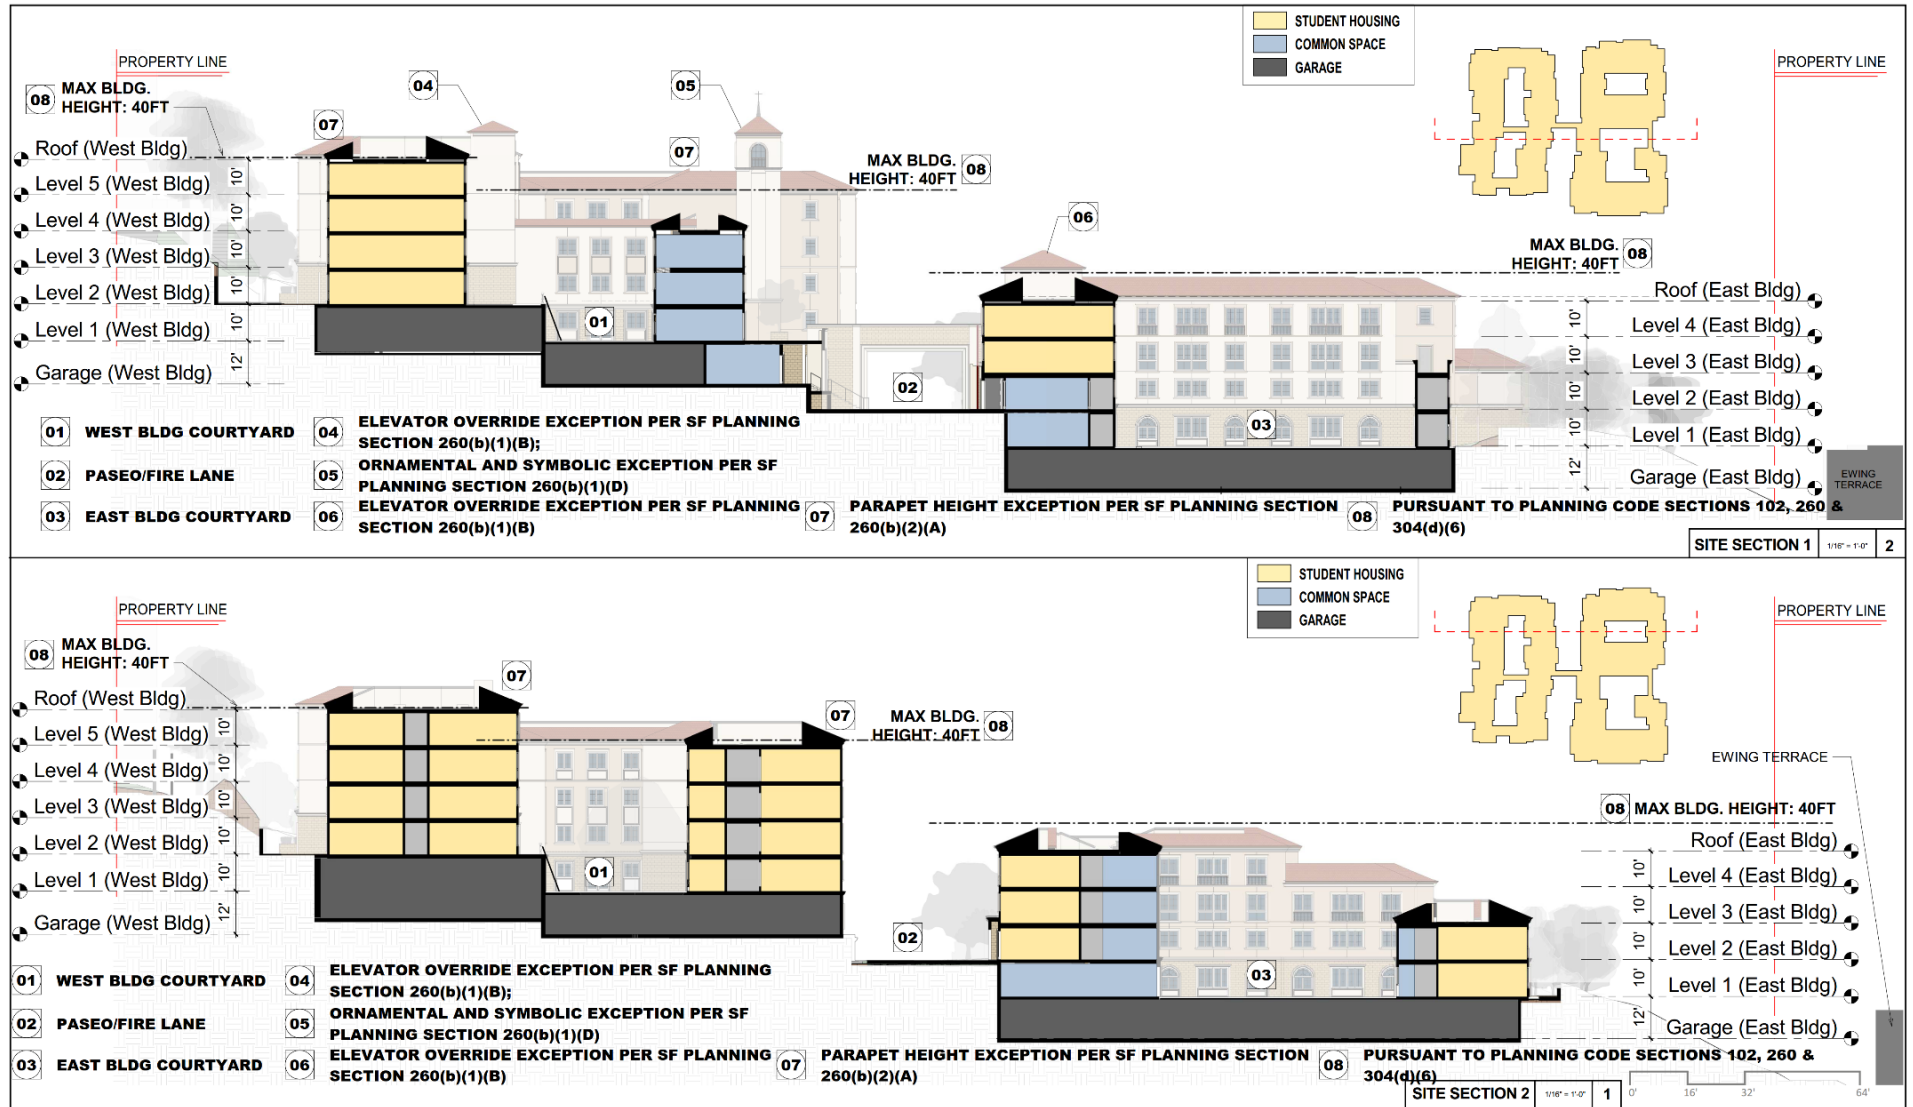 STUDENT HOUSING
COMMON SPACE
GARAGE
PROPERTY LINE
PROPERTY LINE
08 MAX BLDG.
HEIGHT: 40FT
04
05
07
07
MAX BLDG.
HEIGHT: 40FT 08
06
MAX BLDG.
HEIGHT: 40FT 08
Roof (West Bldg)
10'
Level 5 (West Bldg)
10'
Level 4 (West Bldg)
10'
Level 3 (West Bldg)
10'
Level 2 (West Bldg)
10'
Level 1 (West Bldg)
12'
Garage (West Bldg)
01
02
03
Roof (East Bldg)
10'
Level 4 (East Bldg)
10'
Level 3 (East Bldg)
10'
Level 2 (East Bldg)
10'
Level 1 (East Bldg)
12'
Garage (East Bldg)
EWING
TERRACE
01 WEST BLDG COURTYARD
02 PASEO/FIRE LANE
03 EAST BLDG COURTYARD
04 ELEVATOR OVERRIDE EXCEPTION PER SF PLANNING
SECTION 260(b)(1)(B);
05 ORNAMENTAL AND SYMBOLIC EXCEPTION PER SF
PLANNING SECTION 260(b)(1)(D)
06 ELEVATOR OVERRIDE EXCEPTION PER SF PLANNING
SECTION 260(b)(1)(B)
07 PARAPET HEIGHT EXCEPTION PER SF PLANNING SECTION
260(b)(2)(A)
08 PURSUANT TO PLANNING CODE SECTIONS 102, 260 &
304(d)(6)
SITE SECTION 1 1/16" = 1'-0" 2
STUDENT HOUSING
COMMON SPACE
GARAGE
PROPERTY LINE
PROPERTY LINE
08 MAX BLDG.
HEIGHT: 40FT
07
07
MAX BLDG.
HEIGHT: 40FT 08
EWING TERRACE
08 MAX BLDG. HEIGHT: 40FT
Roof (West Bldg)
10'
Level 5 (West Bldg)
10'
Level 4 (West Bldg)
10'
Level 3 (West Bldg)
10'
Level 2 (West Bldg)
10'
Level 1 (West Bldg)
12'
Garage (West Bldg)
01
02
03
Roof (East Bldg)
10'
Level 4 (East Bldg)
10'
Level 3 (East Bldg)
10'
Level 2 (East Bldg)
10'
Level 1 (East Bldg)
12'
Garage (East Bldg)
01 WEST BLDG COURTYARD
02 PASEO/FIRE LANE
03 EAST BLDG COURTYARD
04 ELEVATOR OVERRIDE EXCEPTION PER SF PLANNING
SECTION 260(b)(1)(B);
05 ORNAMENTAL AND SYMBOLIC EXCEPTION PER SF
PLANNING SECTION 260(b)(1)(D)
06 ELEVATOR OVERRIDE EXCEPTION PER SF PLANNING
SECTION 260(b)(1)(B)
07 PARAPET HEIGHT EXCEPTION PER SF PLANNING SECTION
260(b)(2)(A)
08 PURSUANT TO PLANNING CODE SECTIONS 102, 260 &
304(d)(6)
SITE SECTION 2 1/16" = 1'-0" 1
0' 16' 32' 64'